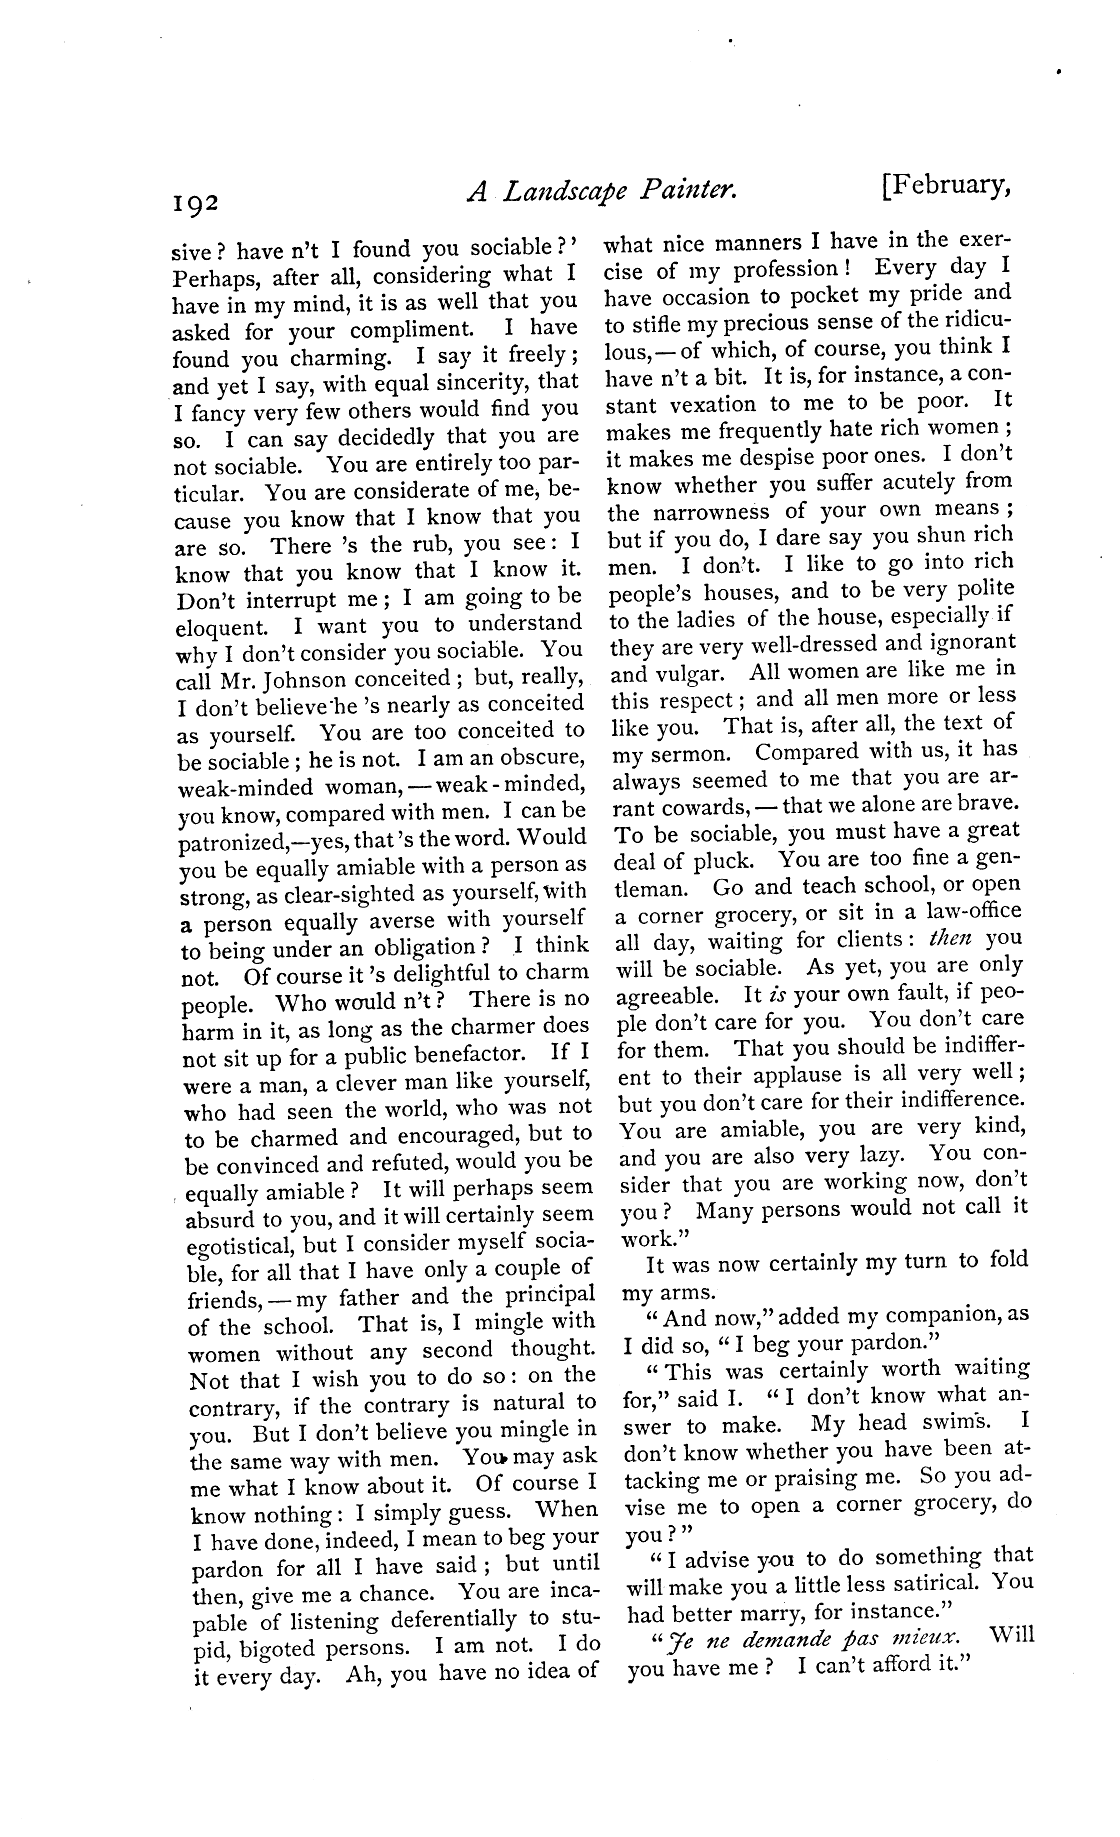 192
A Landscape Painter.
[February,
sive? have n't I found you sociable?'
Perhaps, after all, considering what I
have in my mind, it is as well that you
asked for your compliment. I have
found you charming. I say it freely;
and yet I say, with equal sincerity, that
I fancy very few others would find you
so. I can say decidedly that you are
not sociable. You are entirely too par-
ticular. You are considerate of me, be-
cause you know that I know that you
are so. There 's the rub, you see: I
know that you know that I know it.
Don't interrupt me; I am going to be
eloquent. I want you to understand
why I don't consider you sociable. You
call Mr. Johnson conceited; but, really,
I don't believe he 's nearly as conceited
as yourself. You are too conceited to
be sociable; he is not. I am an obscure,
weak-minded woman,—weak-minded,
you know, compared with men. I can be
patronized,—yes, that's the word. Would
you be equally amiable with a person as
strong, as clear-sighted as yourself, with
a person equally averse with yourself
to being under an obligation? I think
not. Of course it 's delightful to charm
people. Who would n't? There is no
harm in it, as long as the charmer does
not sit up for a public benefactor. If I
were a man, a clever man like yourself,
who had seen the world, who was not
to be charmed and encouraged, but to
be convinced and refuted, would you be
equally amiable? It will perhaps seem
absurd to you, and it will certainly seem
egotistical, but I consider myself socia-
ble, for all that I have only a couple of
friends,—my father and the principal
of the school. That is, I mingle with
women without any second thought.
Not that I wish you to do so: on the
contrary, if the contrary is natural to
you. But I don't believe you mingle in
the same way with men. You may ask
me what I know about it. Of course I
know nothing: I simply guess. When
I have done, indeed, I mean to beg your
pardon for all I have said; but until
then, give me a chance. You are inca-
pable of listening deferentially to stu-
pid, bigoted persons. I am not. I do
it every day. Ah, you have no idea of
what nice manners I have in the exer-
cise of my profession! Every day I
have occasion to pocket my pride and
to stifle my precious sense of the ridicu-
lous,—of which, of course, you think I
have n't a bit. It is, for instance, a con-
stant vexation to me to be poor. It
makes me frequently hate rich women;
it makes me despise poor ones. I don't
know whether you suffer acutely from
the narrowness of your own means;
but if you do, I dare say you shun rich
men. I don't. I like to go into rich
people's houses, and to be very polite
to the ladies of the house, especially if
they are very well-dressed and ignorant
and vulgar. All women are like me in
this respect; and all men more or less
like you. That is, after all, the text of
my sermon. Compared with us, it has
always seemed to me that you are ar-
rant cowards,—that we alone are brave.
To be sociable, you must have a great
deal of pluck. You are too fine a gen-
tleman. Go and teach school, or open
a corner grocery, or sit in a law-office
all day, waiting for clients: then you
will be sociable. As yet, you are only
agreeable. It is your own fault, if peo-
ple don't care for you. You don't care
for them. That you should be indiffer-
ent to their applause is all very well;
but you don't care for their indifference.
You are amiable, you are very kind,
and you are also very lazy. You con-
sider that you are working now, don't
you? Many persons would not call it
work."
It was now certainly my turn to fold
my arms.
"And now," added my companion, as
I did so, "I beg your pardon."
"This was certainly worth waiting
for," said I. "I don't know what an-
swer to make. My head swims. I
don't know whether you have been at-
tacking me or praising me. So you ad-
vise me to open a corner grocery, do
you?"
"I advise you to do something that
will make you a little less satirical. You
had better marry, for instance."
"Je ne demande pas mieux. Will
you have me? I can't afford it."